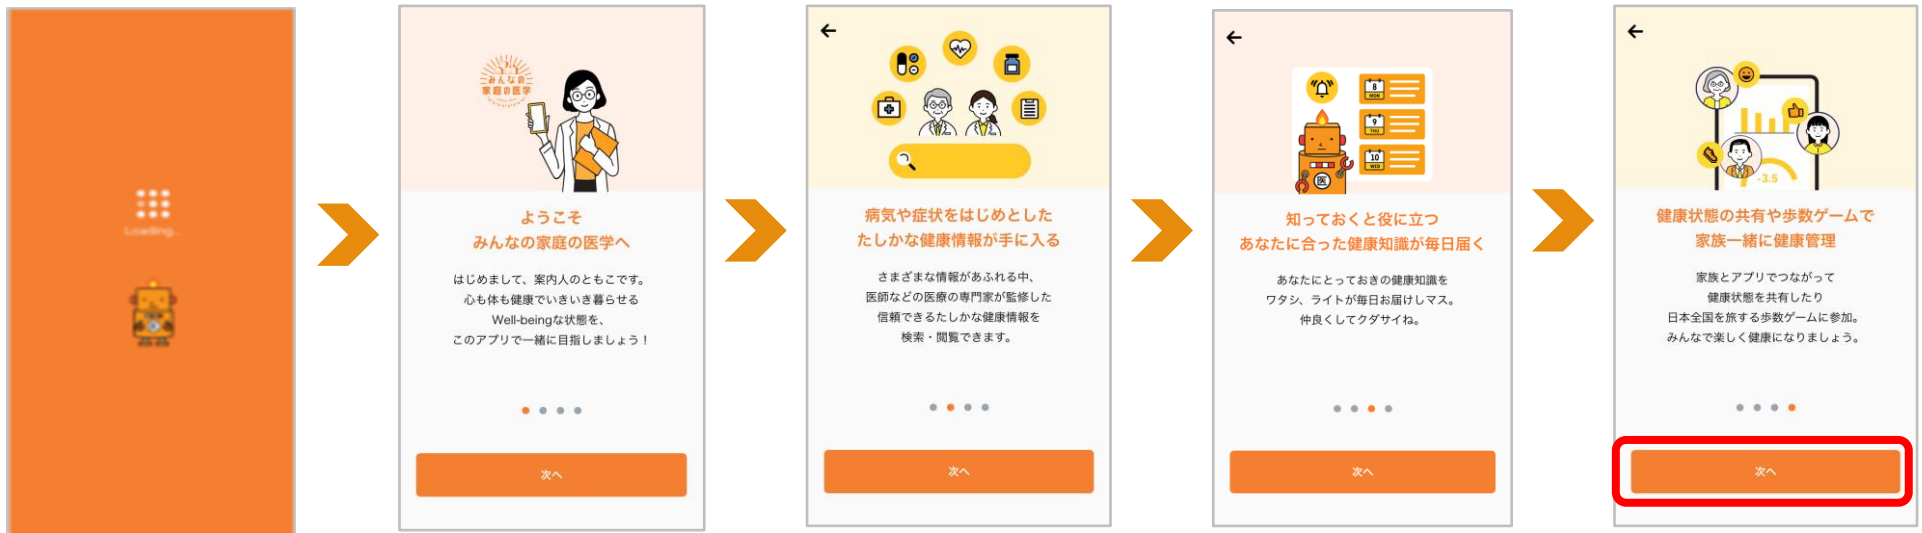 Loading...
みんなの
家庭の医学
ようこそ
みんなの家庭の医学へ
はじめまして、案内人のともこです。
心も体も健康でいきいき暮らせる
Well-beingな状態を、
このアプリで一緒に目指しましょう！
次へ
病気や症状をはじめとした
たしかな健康情報が手に入る
さまざまな情報があふれる中、
医師などの医療の専門家が監修した
信頼できるたしかな健康情報を
検索・閲覧できます。
次へ
8
MON
9
THU
10
WED
医
知っておくと役に立つ
あなたに合った健康知識が毎日届く
あなたにとっておきの健康知識を
ワタシ、ライトが毎日お届けしマス。
仲良くしてクダサイね。
次へ
-3.5
健康状態の共有や歩数ゲームで
家族一緒に健康管理
家族とアプリでつながって
健康状態を共有したり
日本全国を旅する歩数ゲームに参加。
みんなで楽しく健康になりましょう。
次へ